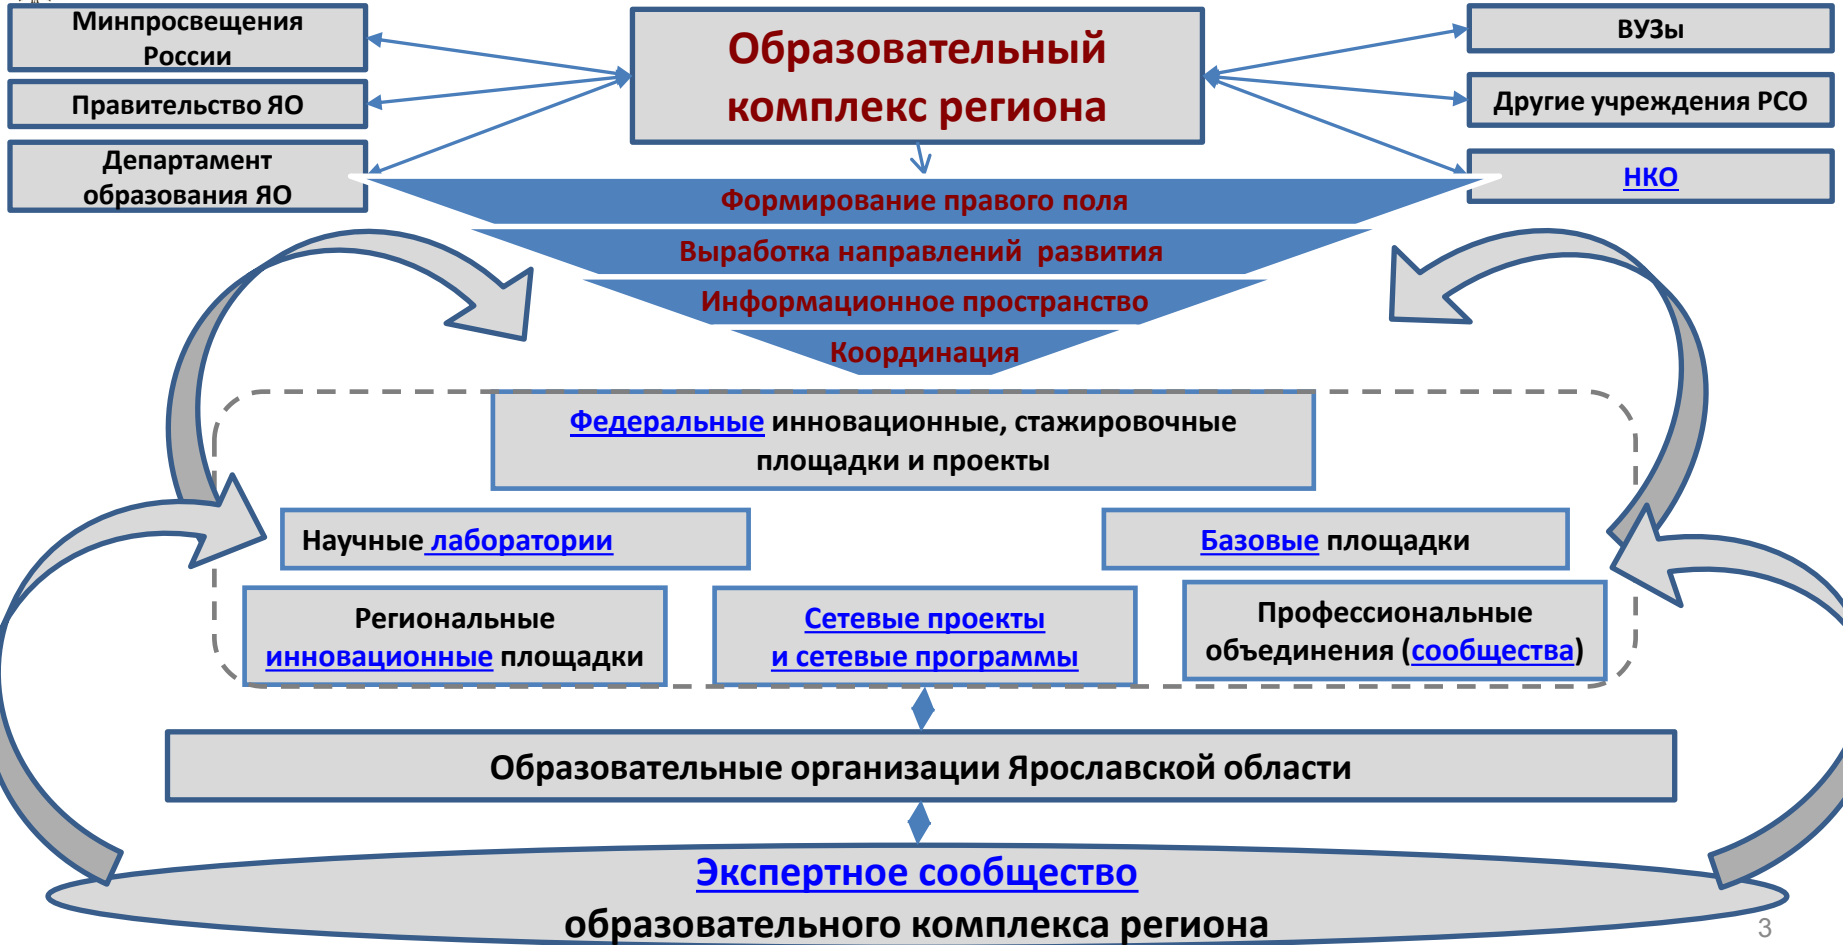 Минпросвещения
России
Правительство ЯО
Департамент
образования ЯО
Образовательный
комплекс региона
ВУЗы
Другие учреждения РСО
НКО
Формирование правого поля
Выработка направлений развития
Информационное пространство
Координация
Федеральные инновационные, стажировочные
площадки и проекты
Научные лаборатории
Базовые площадки
Региональные
инновационные площадки
Сетевые проекты
и сетевые программы
Профессиональные
объединения (сообщества)
Образовательные организации Ярославской области
Экспертное сообщество
образовательного комплекса региона
3